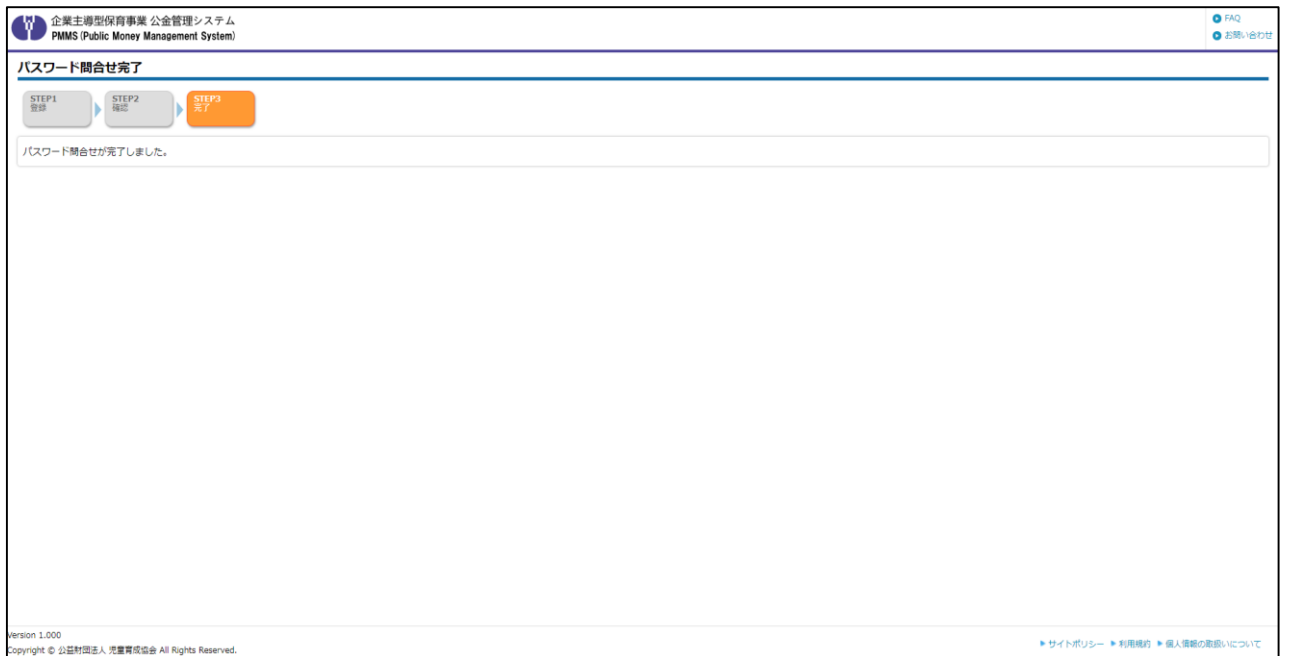 企業主導型保育事業 公金管理システム
PMMS (Public Money Management System)
FAQ
お問い合わせ
パスワード問合せ完了
STEP1
登録
STEP2
確認
STEP3
完了
パスワード問合せが完了しました。
Version 1.000
Copyright © 公益財団法人 児童育成協会 All Rights Reserved.
サイトポリシー 利用規約 個人情報の取扱いについて